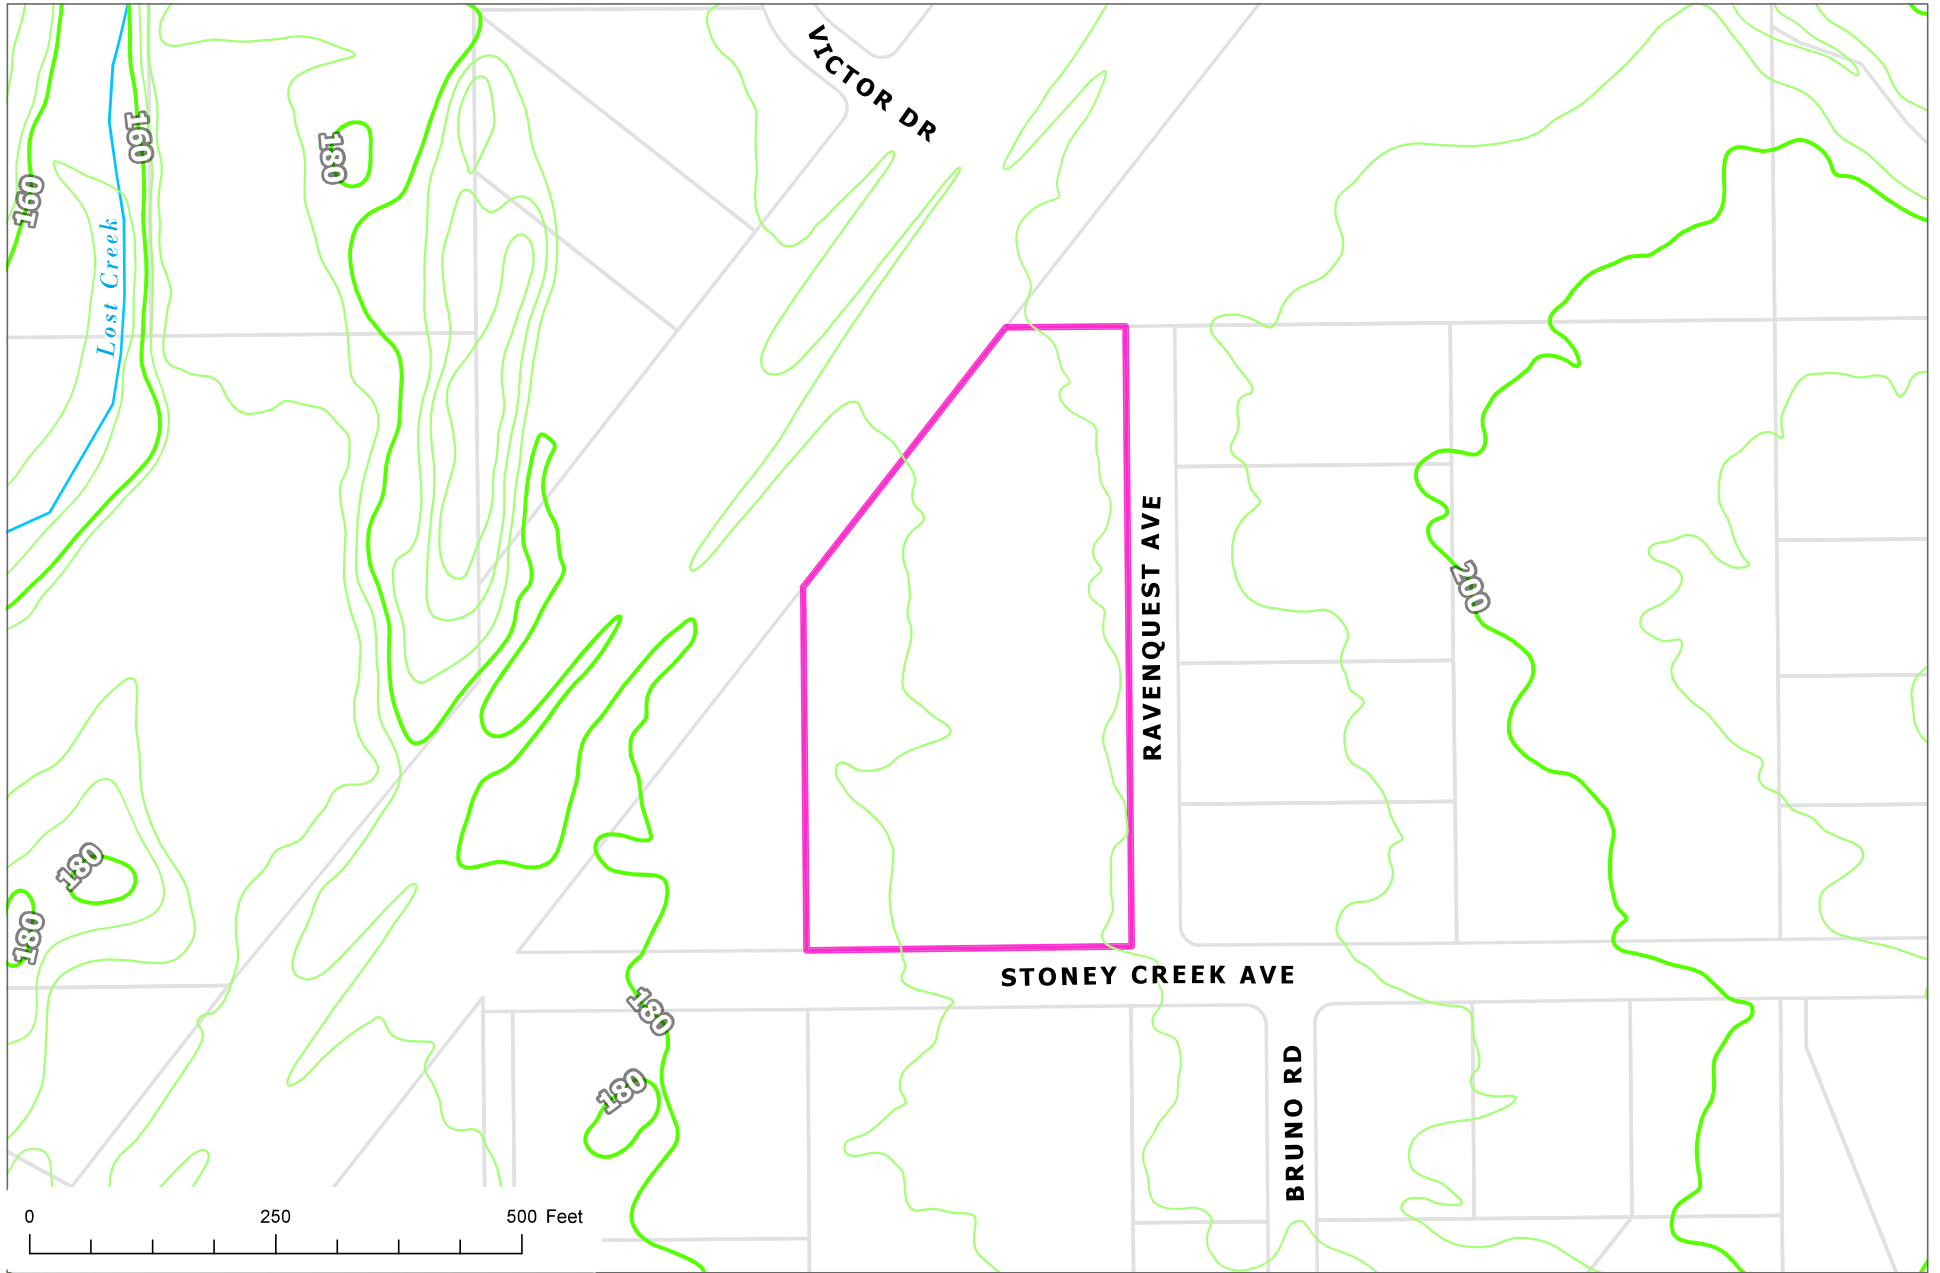 VICTOR DR
160
180
160
Lost Creek
RAVENQUEST AVE
200
180
180
STONEY CREEK AVE
180
180
BRUNO RD
0 250 500 Feet